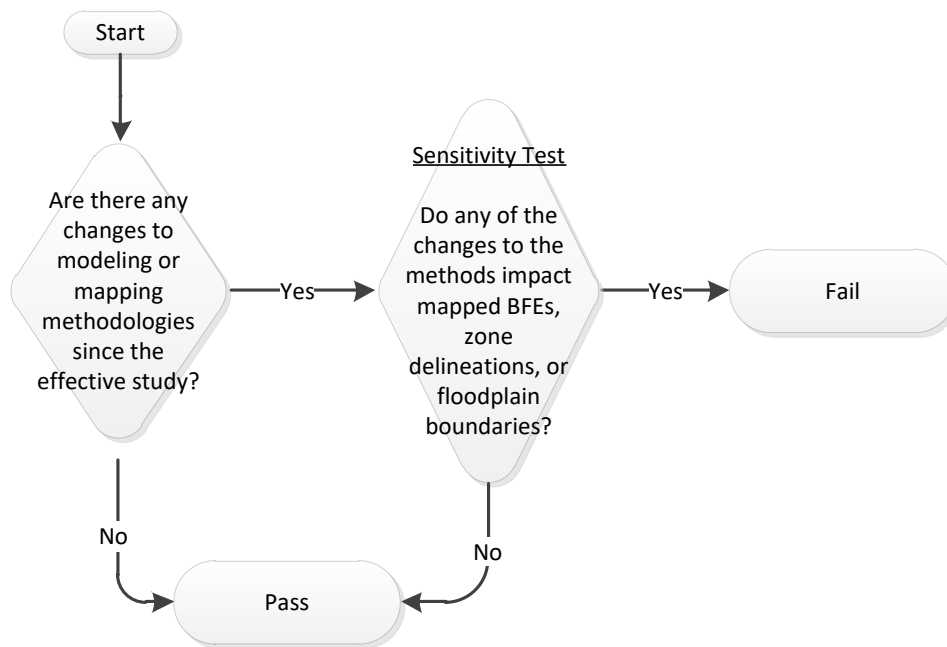 Start
Are there any
changes to
modeling or
mapping
methodologies
since the
effective study?
Yes
Sensitivity Test
Do any of the
changes to the
methods impact
mapped BFEs,
zone
delineations, or
floodplain
boundaries?
Yes
Fail
No
No
Pass